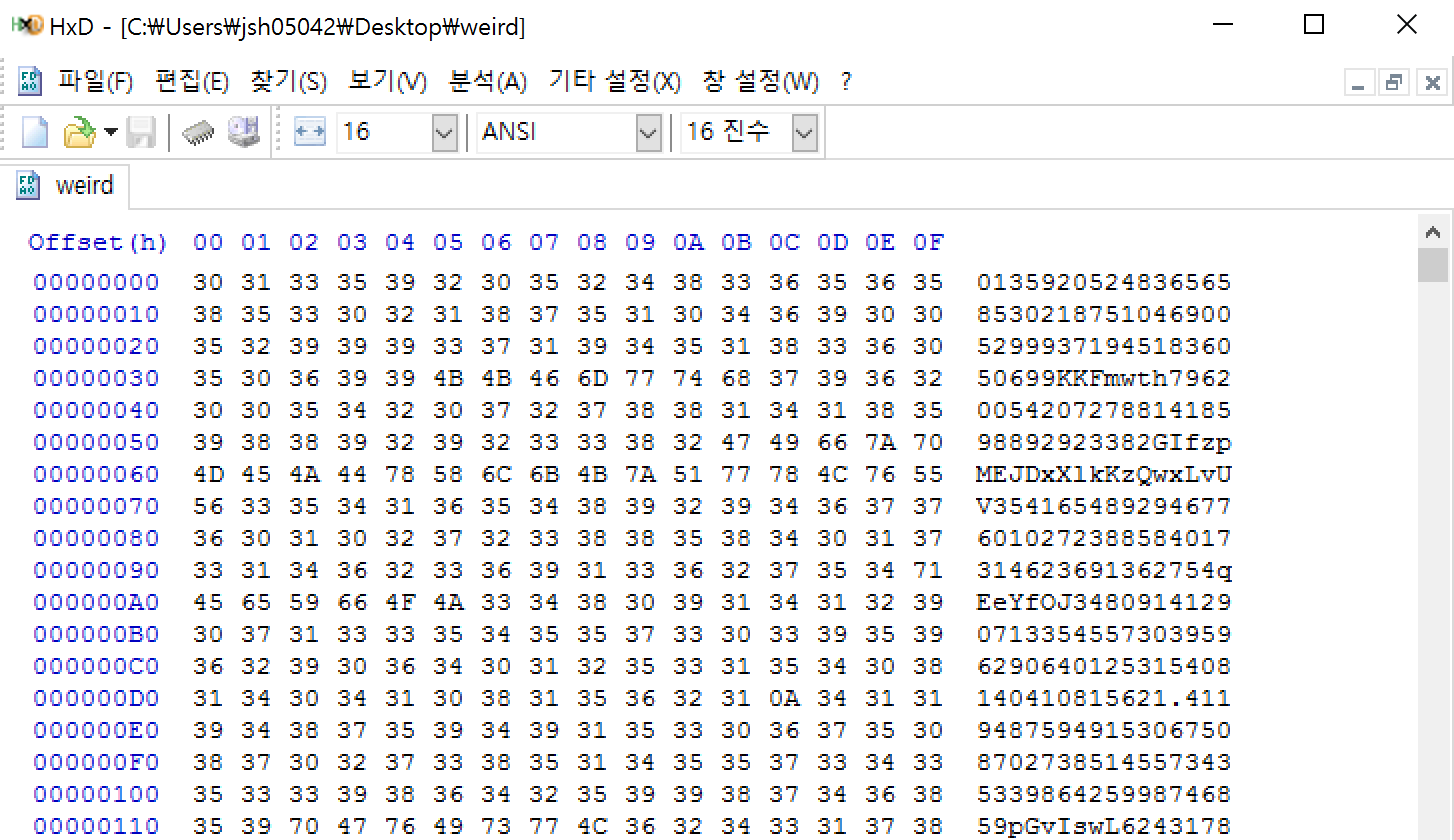 HxD - [C:₩Users₩jsh05042₩Desktop₩weird]
파일(F) 편집(E) 찾기(S) 보기(V) 분석(A) 기타 설정(X) 창 설정(W) ?
16 ANSI 16 진수
weird
Offset(h) 00 01 02 03 04 05 06 07 08 09 0A 0B 0C 0D 0E 0F
00000000 30 31 33 35 39 32 30 35 32 34 38 33 36 35 36 35 0135920524836565
00000010 38 35 33 30 32 31 38 37 35 31 30 34 36 39 30 30 8530218751046900
00000020 35 32 39 39 39 33 37 31 39 34 35 31 38 33 36 30 5299937194518360
00000030 35 30 36 39 39 4B 4B 46 6D 77 74 68 37 39 36 32 50699KKFmwth7962
00000040 30 30 35 34 32 30 37 32 37 38 38 31 34 31 38 35 0054207278814185
00000050 39 38 38 39 32 39 32 33 33 38 32 47 49 66 7A 70 98892923382GIfzp
00000060 4D 45 4A 44 78 58 6C 6B 4B 7A 51 77 78 4C 76 55 MEJDxXlkKzQwxLvU
00000070 56 33 35 34 31 36 35 34 38 39 32 39 34 36 37 37 V354165489294677
00000080 36 30 31 30 32 37 32 33 38 38 35 38 34 30 31 37 6010272388584017
00000090 33 31 34 36 32 33 36 39 31 33 36 32 37 35 34 71 314623691362754q
000000A0 45 65 59 66 4F 4A 33 34 38 30 39 31 34 31 32 39 EeYfOJ3480914129
000000B0 30 37 31 33 33 35 34 35 35 37 33 30 33 39 35 39 0713354557303959
000000C0 36 32 39 30 36 34 30 31 32 35 33 31 35 34 30 38 6290640125315408
000000D0 31 34 30 34 31 30 38 31 35 36 32 31 0A 34 31 31 140410815621.411
000000E0 39 34 38 37 35 39 34 39 31 35 33 30 36 37 35 30 9487594915306750
000000F0 38 37 30 32 37 33 38 35 31 34 35 35 37 33 34 33 8702738514557343
00000100 35 33 33 39 38 36 34 32 35 39 39 38 37 34 36 38 5339864259987468
00000110 35 39 70 47 76 49 73 77 4C 36 32 34 33 31 37 38 59pGvIswL6243178